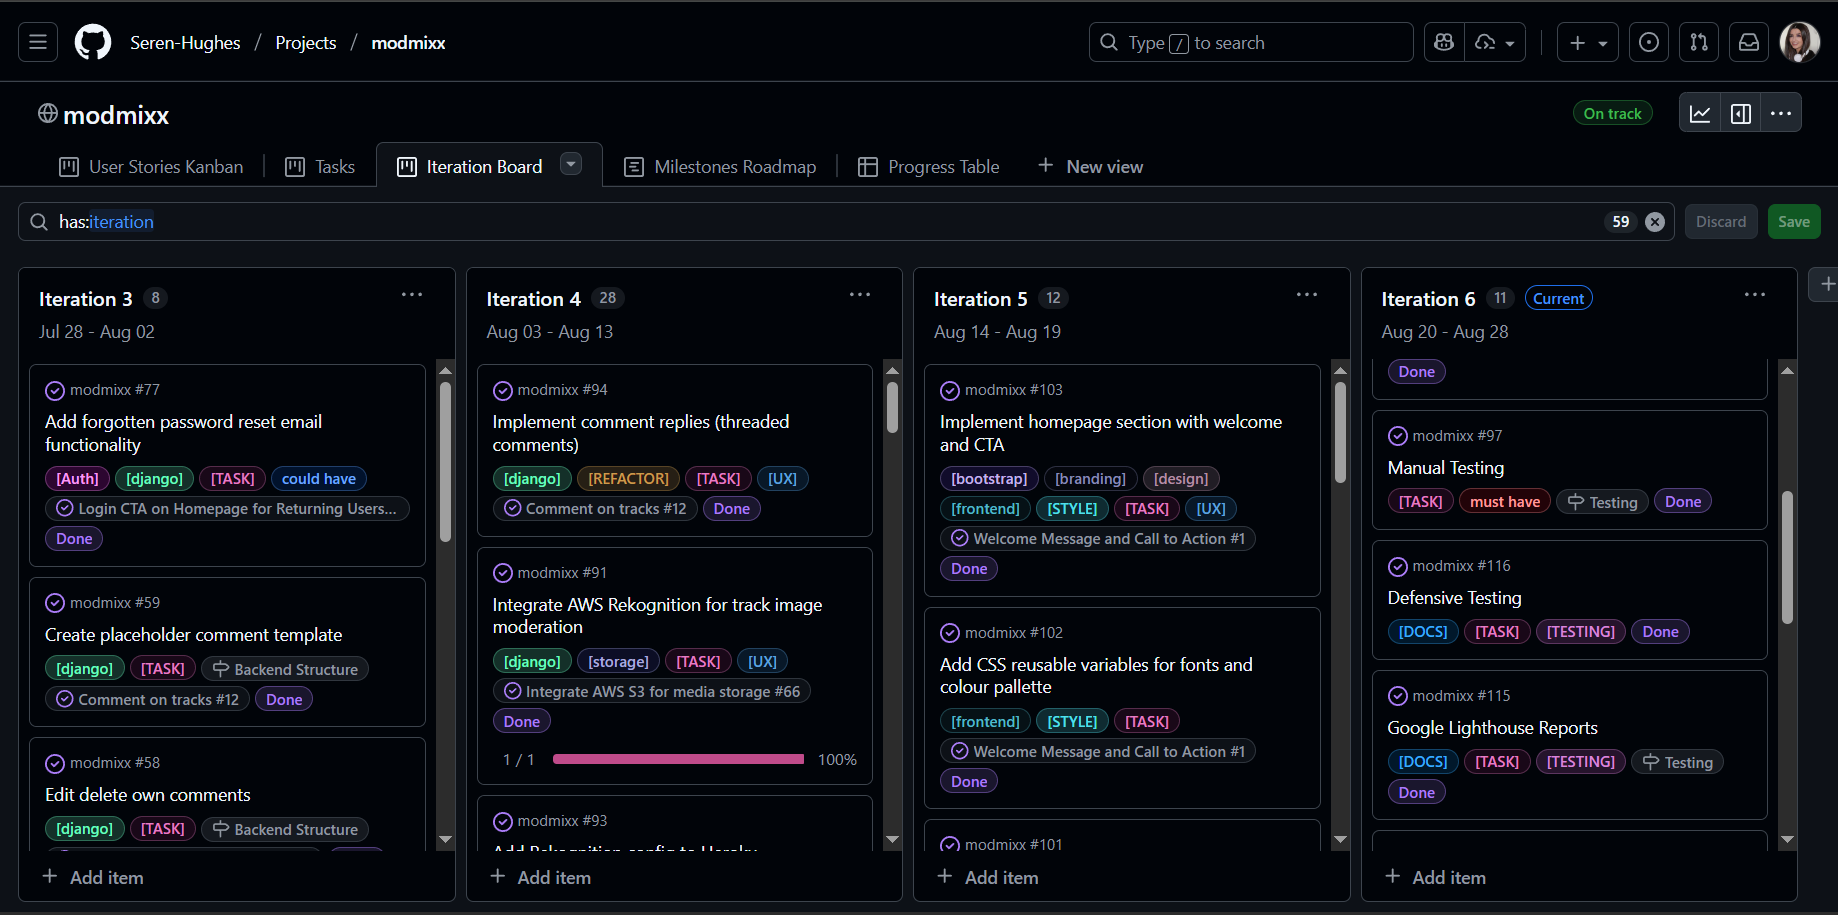 Seren-Hughes / Projects / modmixx
Type / to search
modmixx
On track
User Stories Kanban
Tasks
Iteration Board
Milestones Roadmap
Progress Table
New view
has:iteration
59
Discard
Save
Iteration 3 8
Jul 28 - Aug 02
modmixx #77
Add forgotten password reset email
functionality
[Auth] [django] [TASK] could have
Login CTA on Homepage for Returning Users...
Done
modmixx #59
Create placeholder comment template
[django] [TASK] Backend Structure
Comment on tracks #12 Done
modmixx #58
Edit delete own comments
[django] [TASK] Backend Structure
Add item
Iteration 4 28
Aug 03 - Aug 13
modmixx #94
Implement comment replies (threaded
comments)
[django] [REFACTOR] [TASK] [UX]
Comment on tracks #12 Done
modmixx #91
Integrate AWS Rekognition for track image
moderation
[django] [storage] [TASK] [UX]
Integrate AWS S3 for media storage #66
Done
1 / 1 100%
modmixx #93
Add Rekognition config to Heroku
Add item
Iteration 5 12
Aug 14 - Aug 19
modmixx #103
Implement homepage section with welcome
and CTA
[bootstrap] [branding] [design]
[frontend] [STYLE] [TASK] [UX]
Welcome Message and Call to Action #1
Done
modmixx #102
Add CSS reusable variables for fonts and
colour pallette
[frontend] [STYLE] [TASK]
Welcome Message and Call to Action #1
Done
modmixx #101
Add item
Iteration 6 11 Current
Aug 20 - Aug 28
Done
modmixx #97
Manual Testing
[TASK] must have Testing Done
modmixx #116
Defensive Testing
[DOCS] [TASK] [TESTING] Done
modmixx #115
Google Lighthouse Reports
[DOCS] [TASK] [TESTING] Testing
Done
Add item